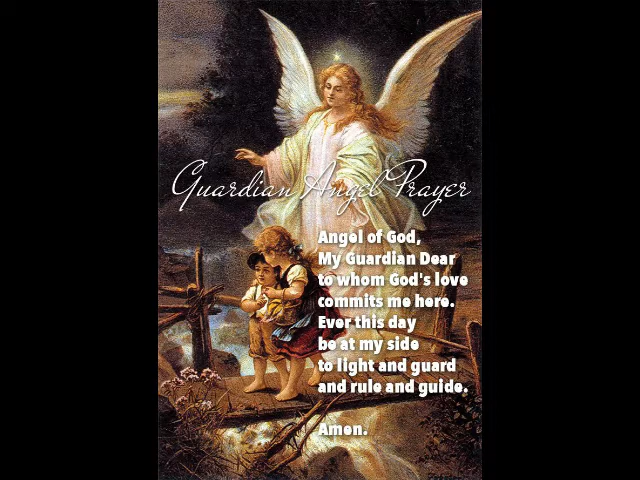 Guardian Angel Prayer
Angel of God,
My Guardian Dear
to whom God's love
commits me here.
Ever this day
be at my side
to light and guard
and rule and guide.
Amen.